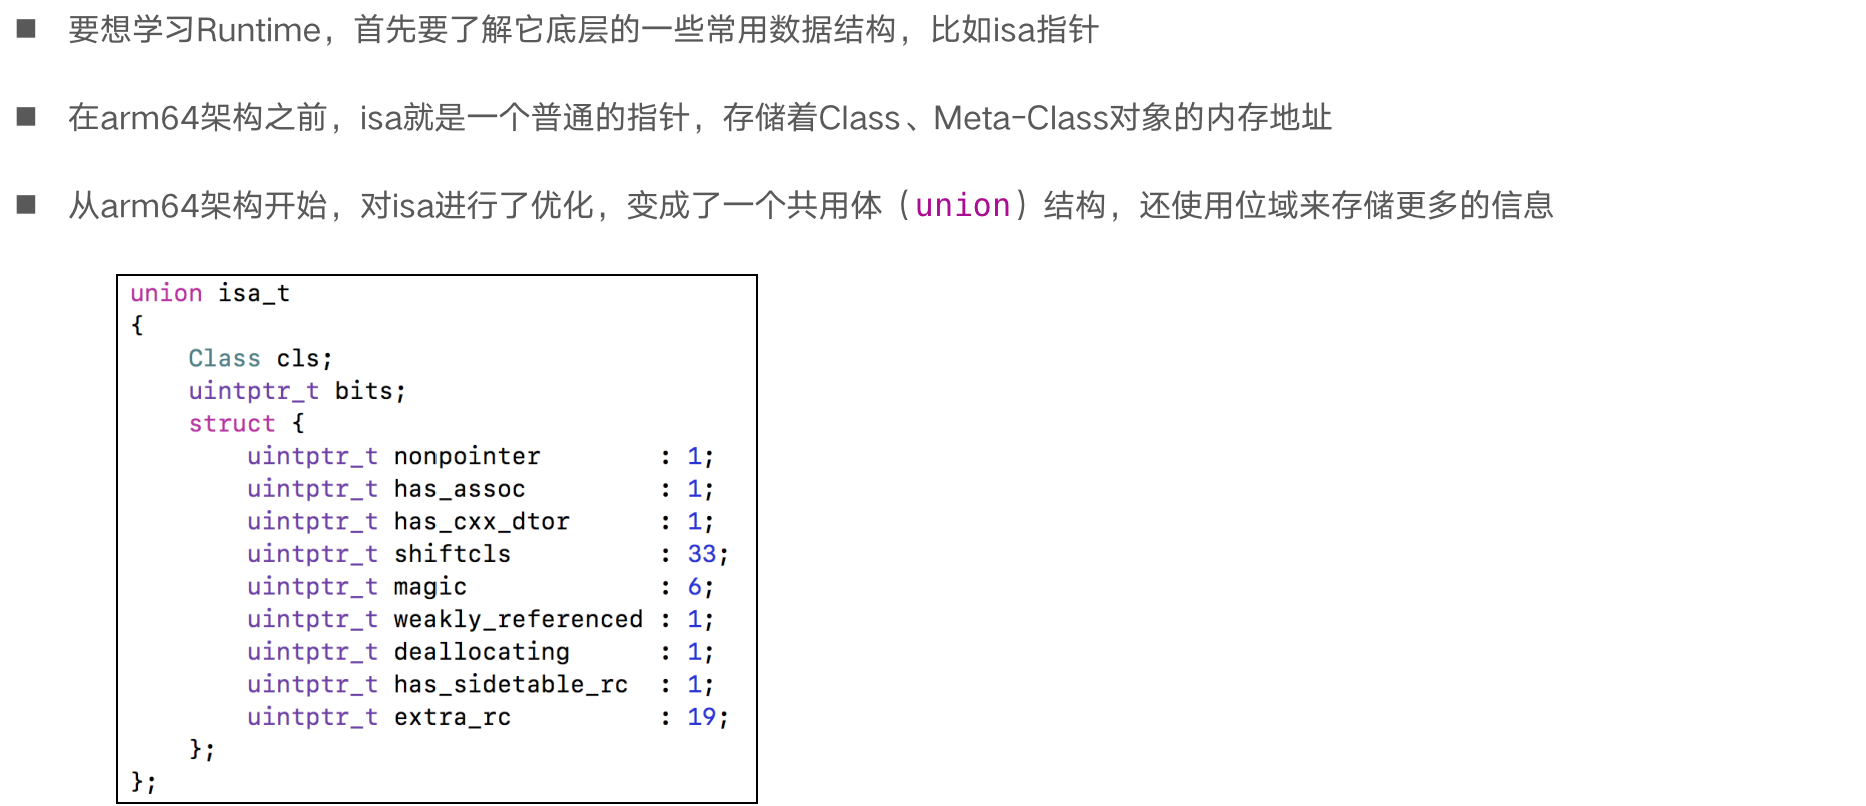 ■ 要想学习Runtime，首先要了解它底层的一些常用数据结构，比如isa指针
■ 在arm64架构之前，isa就是一个普通的指针，存储着Class、Meta-Class对象的内存地址
■ 从arm64架构开始，对isa进行了优化，变成了一个共用体（union）结构，还使用位域来存储更多的信息
union isa_t
{
    Class cls;
    uintptr_t bits;
    struct {
        uintptr_t nonpointer        : 1;
        uintptr_t has_assoc         : 1;
        uintptr_t has_cxx_dtor      : 1;
        uintptr_t shiftcls          : 33;
        uintptr_t magic             : 6;
        uintptr_t weakly_referenced : 1;
        uintptr_t deallocating      : 1;
        uintptr_t has_sidetable_rc  : 1;
        uintptr_t extra_rc          : 19;
    };
};